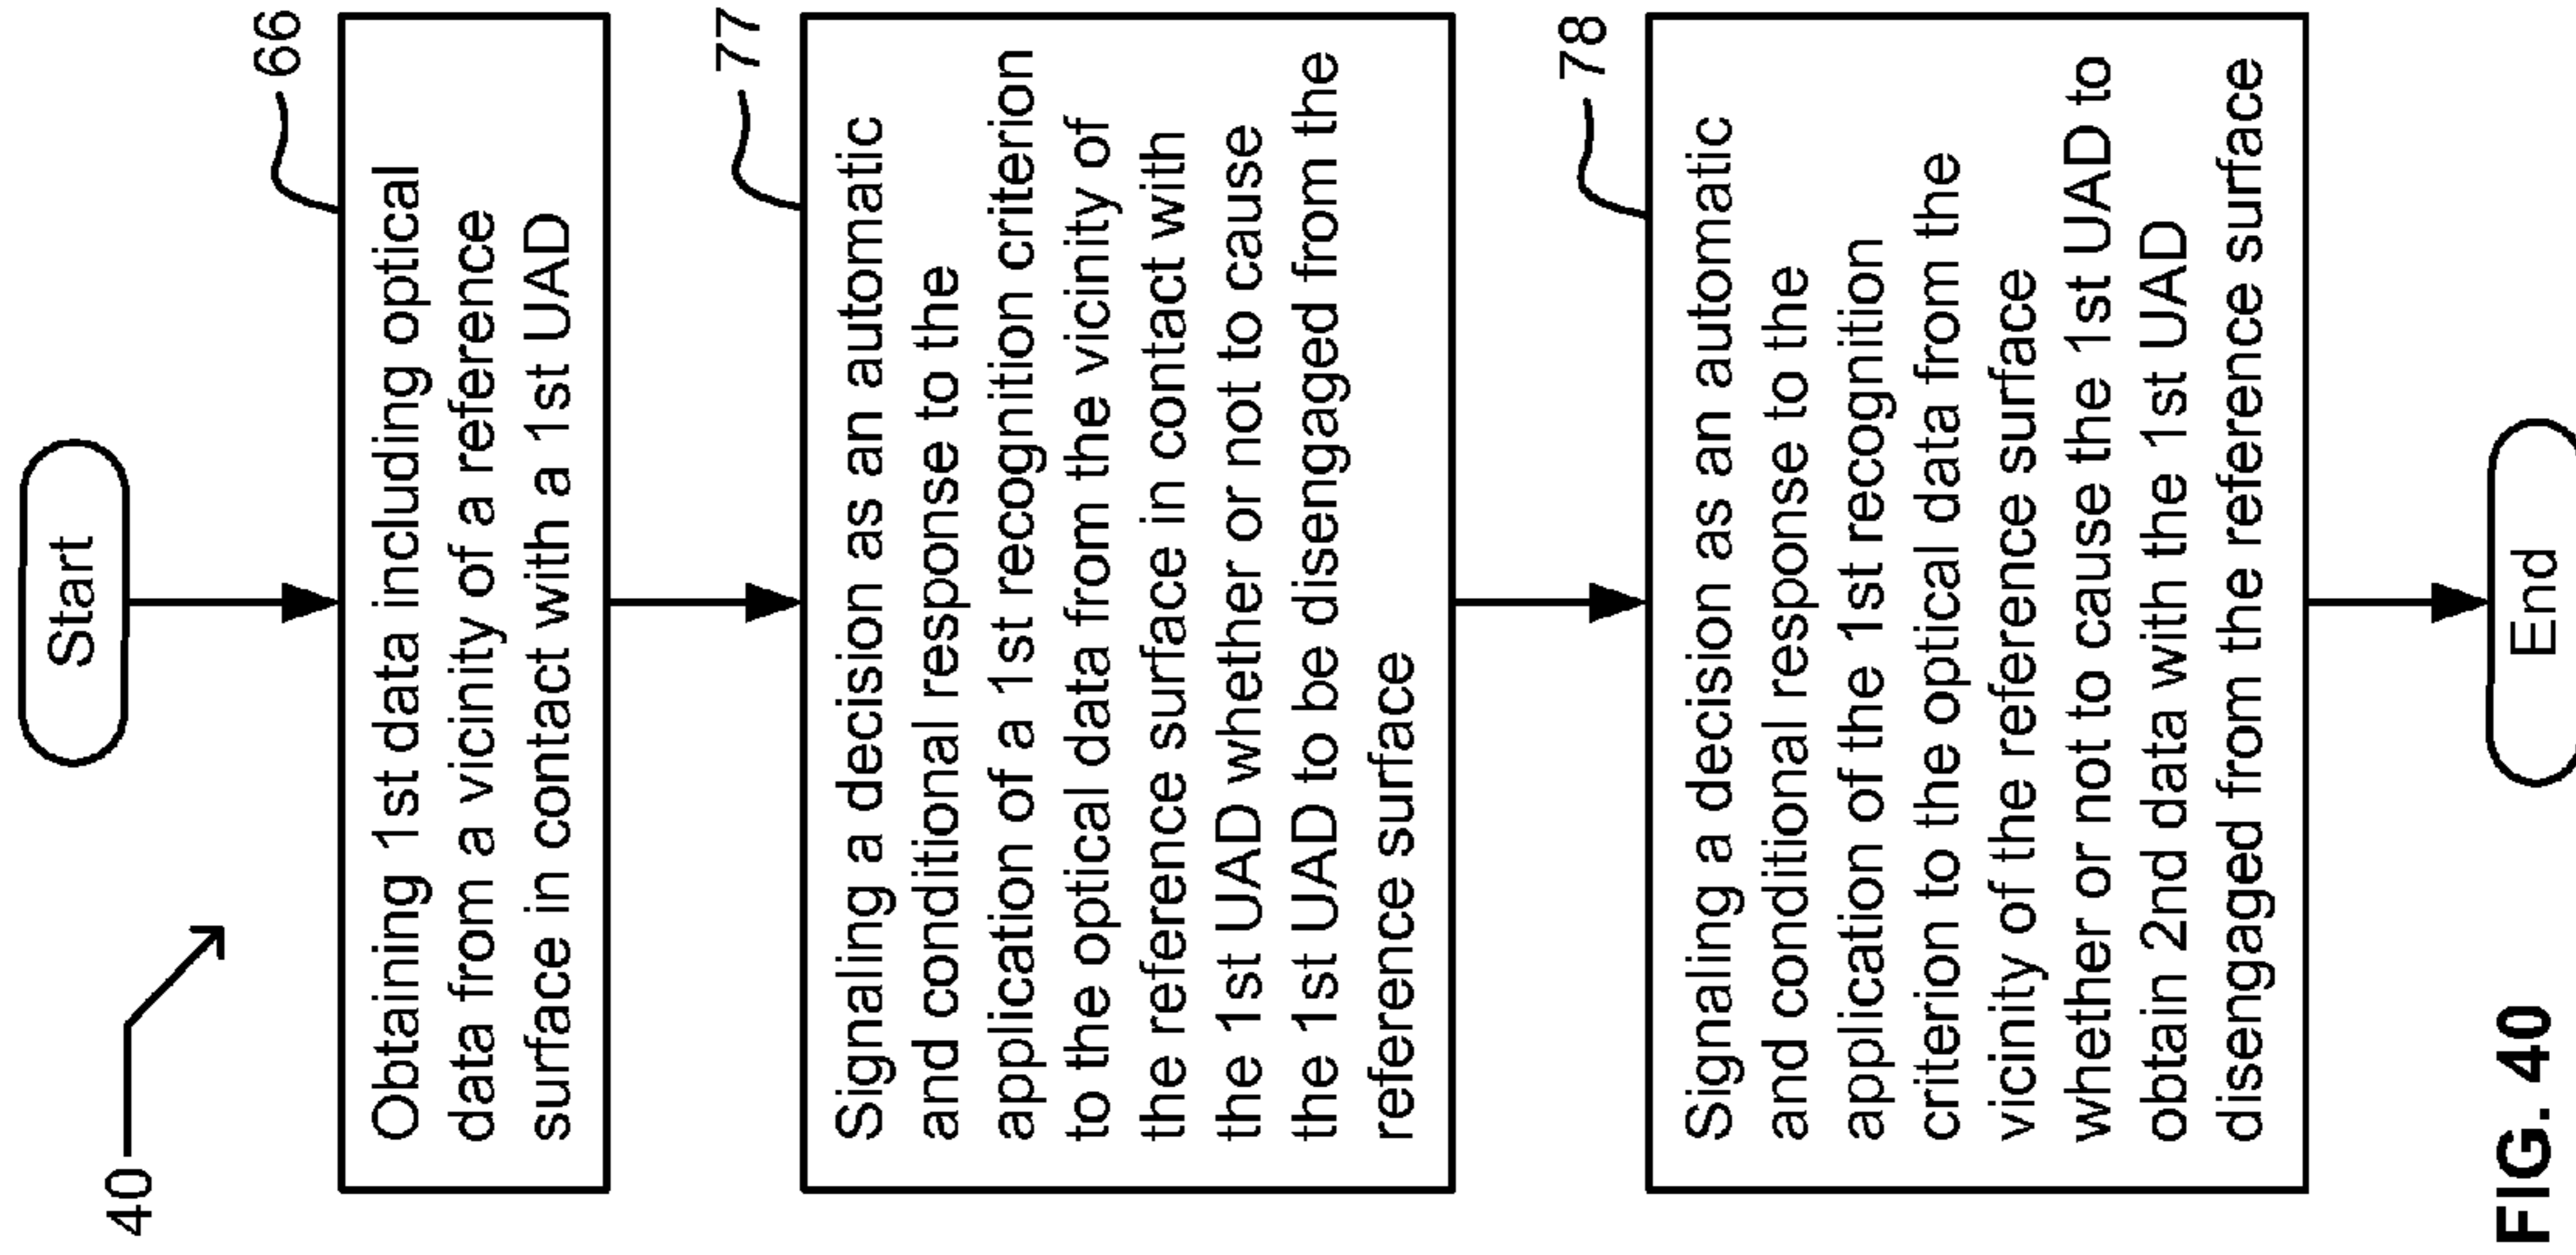 40
Start
66
Obtaining 1st data including optical
data from a vicinity of a reference
surface in contact with a 1st UAD
77
Signaling a decision as an automatic
and conditional response to the
application of a 1st recognition criterion
to the optical data from the vicinity of
the reference surface in contact with
the 1st UAD whether or not to cause
the 1st UAD to be disengaged from the
reference surface
78
Signaling a decision as an automatic
and conditional response to the
application of the 1st recognition
criterion to the optical data from the
vicinity of the reference surface
whether or not to cause the 1st UAD to
obtain 2nd data with the 1st UAD
disengaged from the reference surface
End
FIG. 40